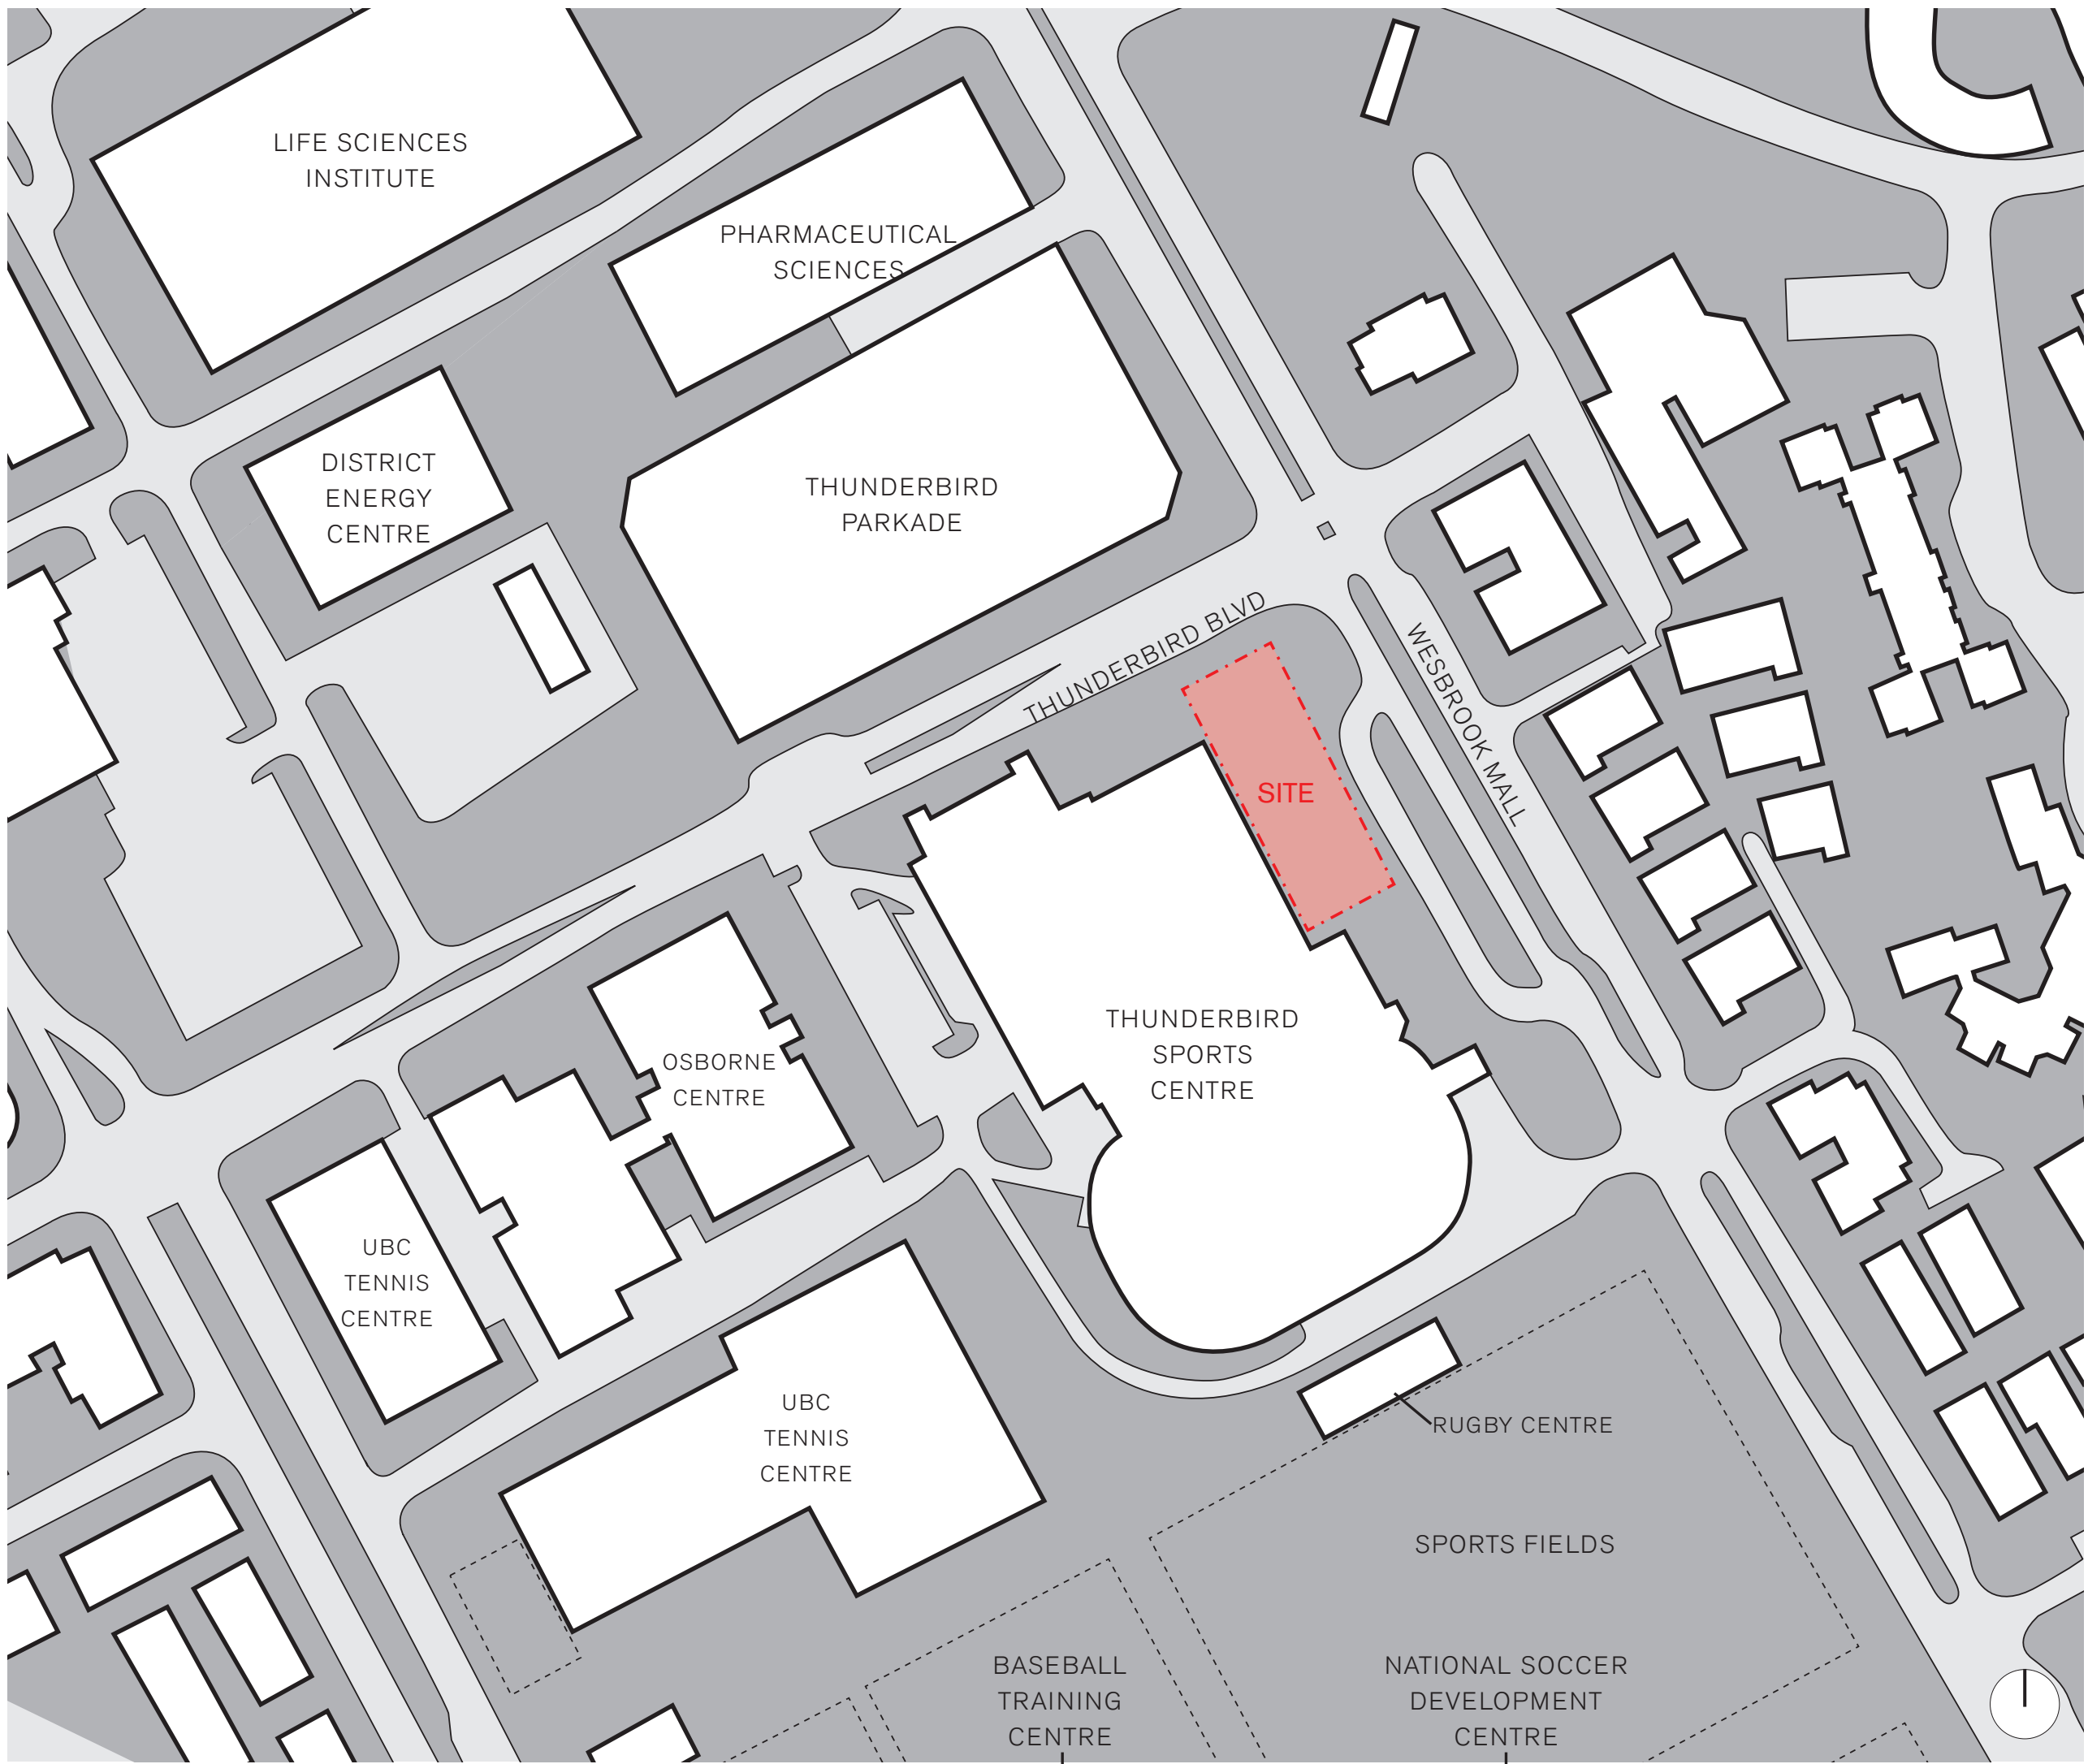 LIFE SCIENCES
INSTITUTE
PHARMACEUTICAL
SCIENCES
DISTRICT
ENERGY
CENTRE
THUNDERBIRD
PARKADE
THUNDERBIRD BLVD
WESBROOK MALL
SITE
THUNDERBIRD
SPORTS
CENTRE
OSBORNE
CENTRE
UBC
TENNIS
CENTRE
UBC
TENNIS
CENTRE
RUGBY CENTRE
SPORTS FIELDS
BASEBALL
TRAINING
CENTRE
NATIONAL SOCCER
DEVELOPMENT
CENTRE